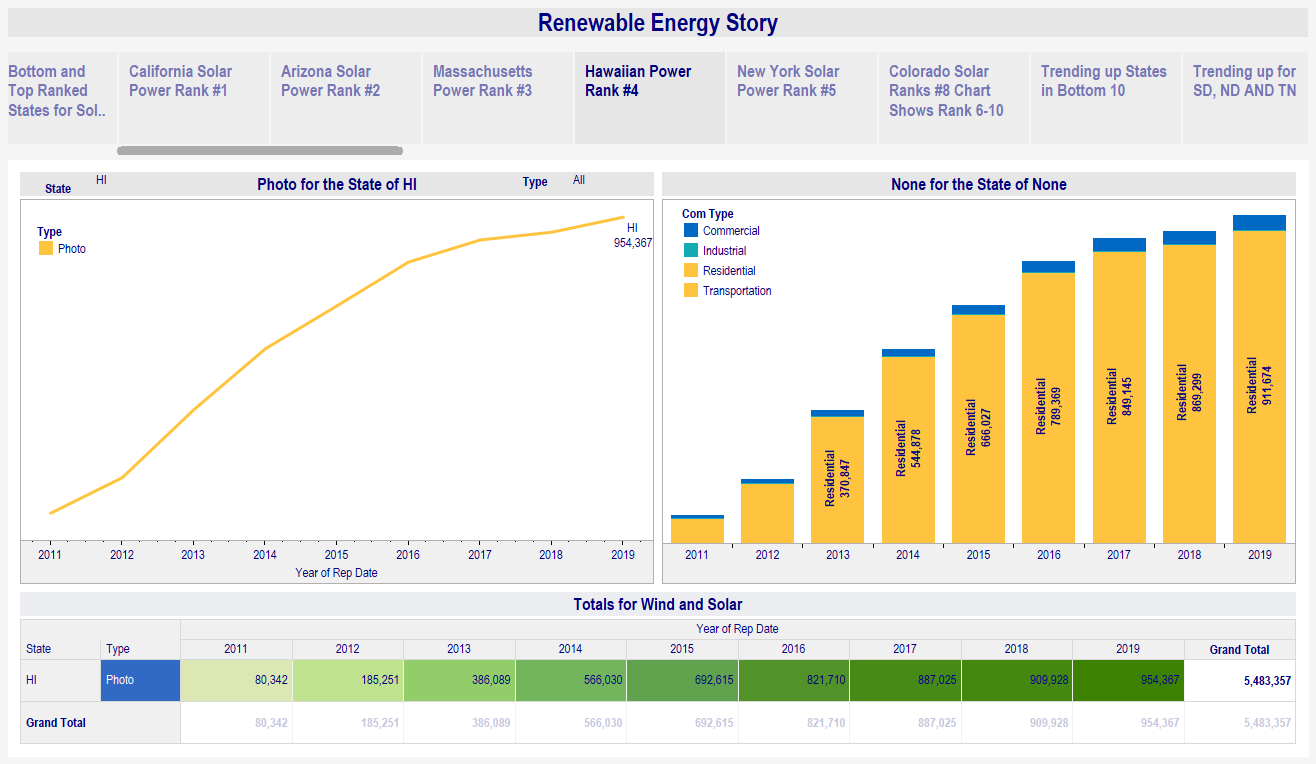 Renewable Energy Story
Bottom and
Top Ranked
States for Sol..
California Solar
Power Rank #1
Arizona Solar
Power Rank #2
Massachusetts
Power Rank #3
Hawaiian Power
Rank #4
New York Solar
Power Rank #5
Colorado Solar
Ranks #8 Chart
Shows Rank 6-10
Trending up States
in Bottom 10
Trending up for
SD, ND AND TN
State HI Photo for the State of HI Type All
Type
Photo
HI
954,367
2011 2012 2013 2014 2015 2016 2017 2018 2019
Year of Rep Date
None for the State of None
Com Type
Commercial
Industrial
Residential
Transportation
Residential
370,847
Residential
544,878
Residential
666,027
Residential
789,369
Residential
849,145
Residential
869,299
Residential
911,674
2011 2012 2013 2014 2015 2016 2017 2018 2019
Totals for Wind and Solar
Year of Rep Date
State Type 2011 2012 2013 2014 2015 2016 2017 2018 2019 Grand Total
HI Photo 80,342 185,251 386,089 566,030 692,615 821,710 887,025 909,928 954,367 5,483,357
Grand Total 80,342 185,251 386,089 566,030 692,615 821,710 887,025 909,928 954,367 5,483,357